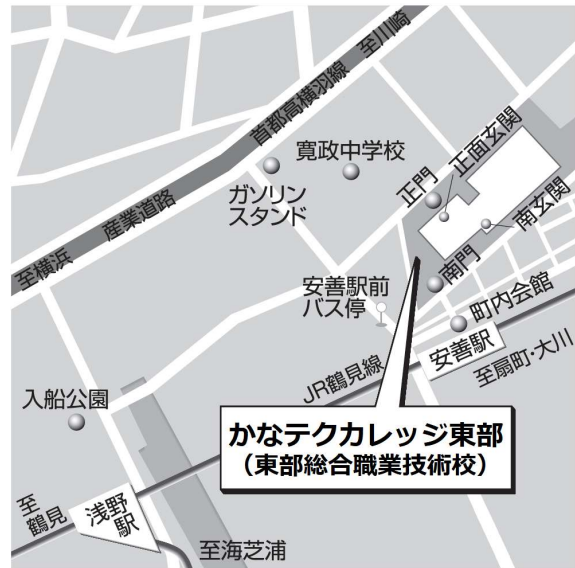 至川崎
首都高横羽線
産業道路
至横浜
寛政中学校
ガソリン
スタンド
正門
正面玄関
南玄関
南門
安善駅前
バス停
町内会館
安善駅
至扇町・大川
JR鶴見線
入船公園
かなテクカレッジ東部
(東部総合職業技術校)
至
鶴見
浅野
駅
至海芝浦